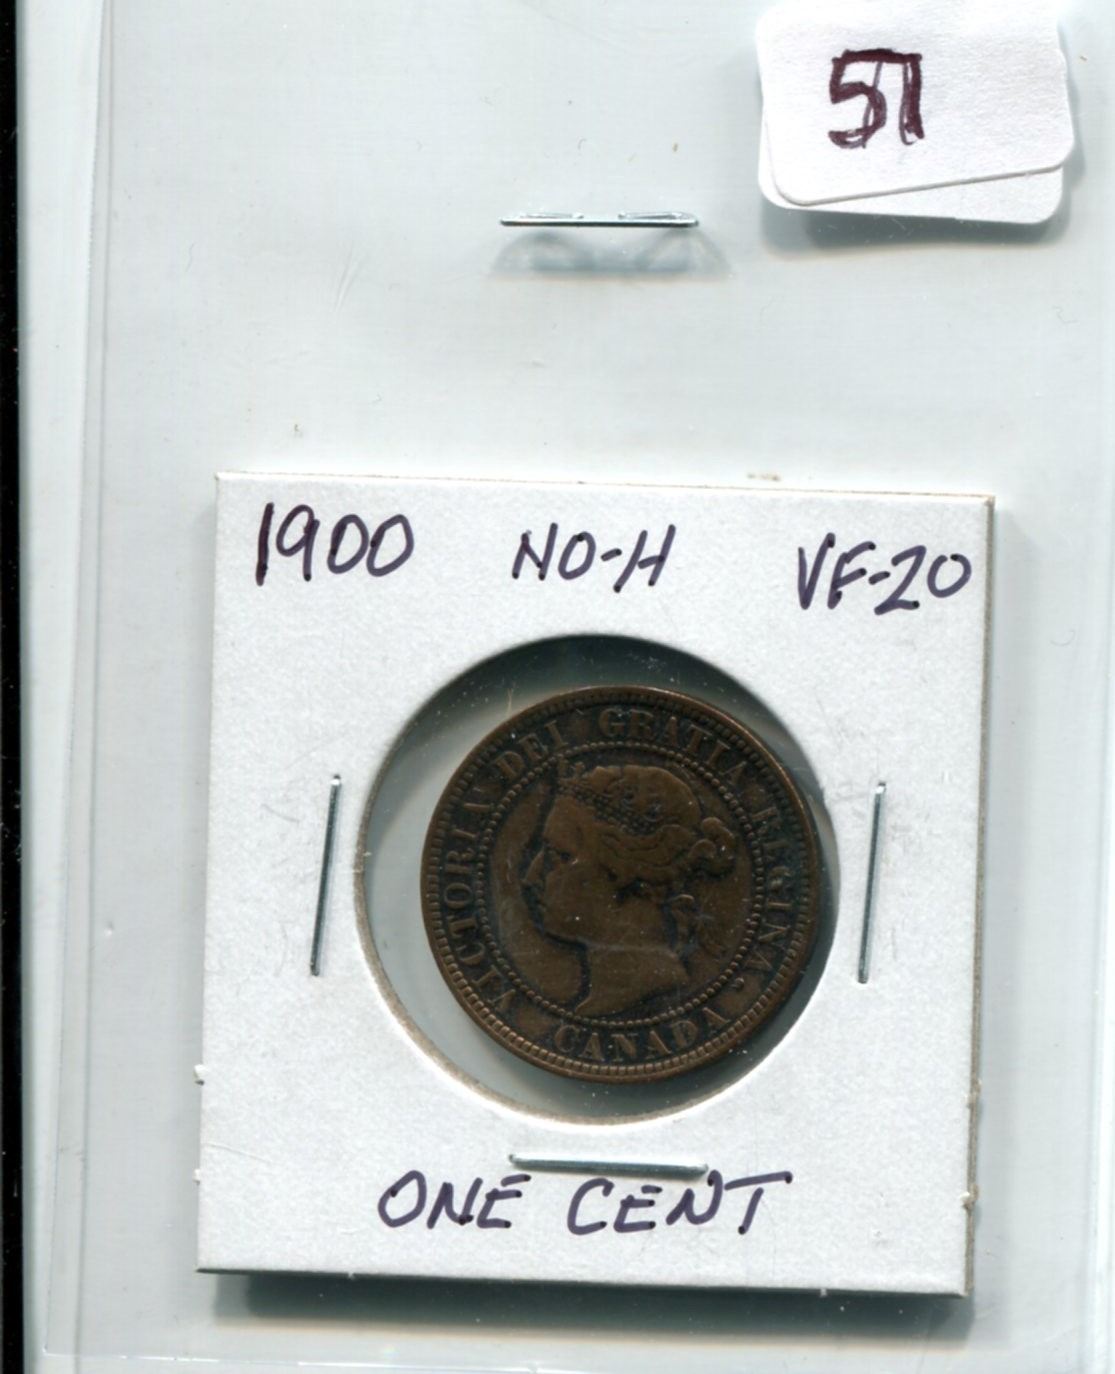 51
1900 NO-H VF-20
VICTORIA DEI GRATIA REGINA.
CANADA
ONE CENT